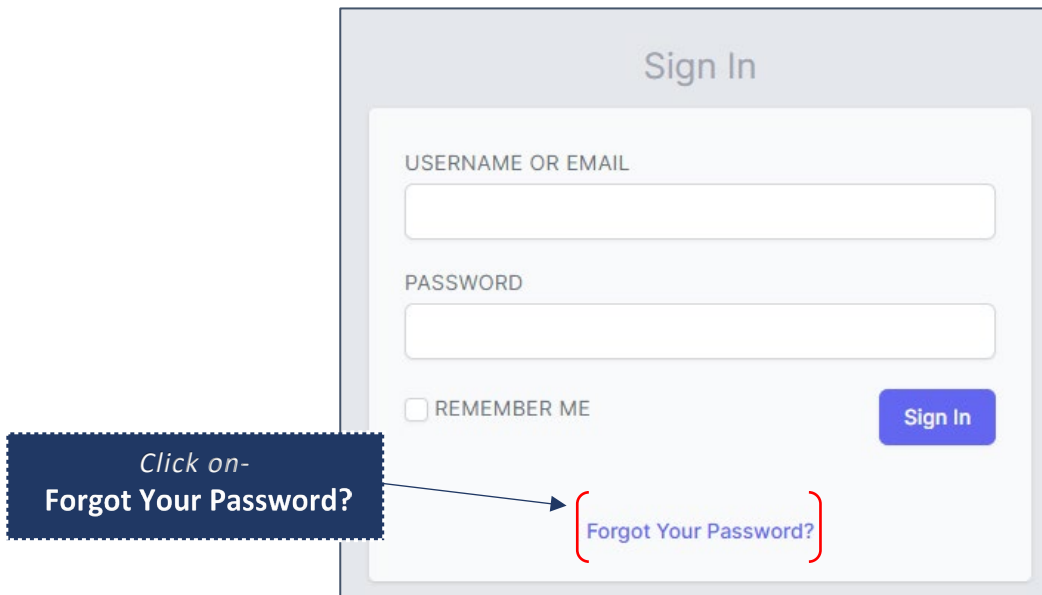 Sign In
USERNAME OR EMAIL
PASSWORD
REMEMBER ME
Sign In
Click on-
Forgot Your Password?
Forgot Your Password?